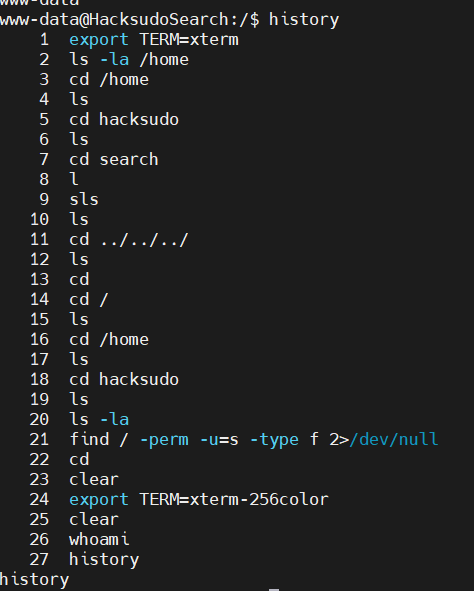 www-data
www-data@HacksudoSearch:/$ history
1 export TERM=xterm
2 ls -la /home
3 cd /home
4 ls
5 cd hacksudo
6 ls
7 cd search
8 l
9 sls
10 ls
11 cd ../../../
12 ls
13 cd
14 cd /
15 ls
16 cd /home
17 ls
18 cd hacksudo
19 ls
20 ls -la
21 find / -perm -u=s -type f 2>/dev/null
22 cd
23 clear
24 export TERM=xterm-256color
25 clear
26 whoami
27 history
history